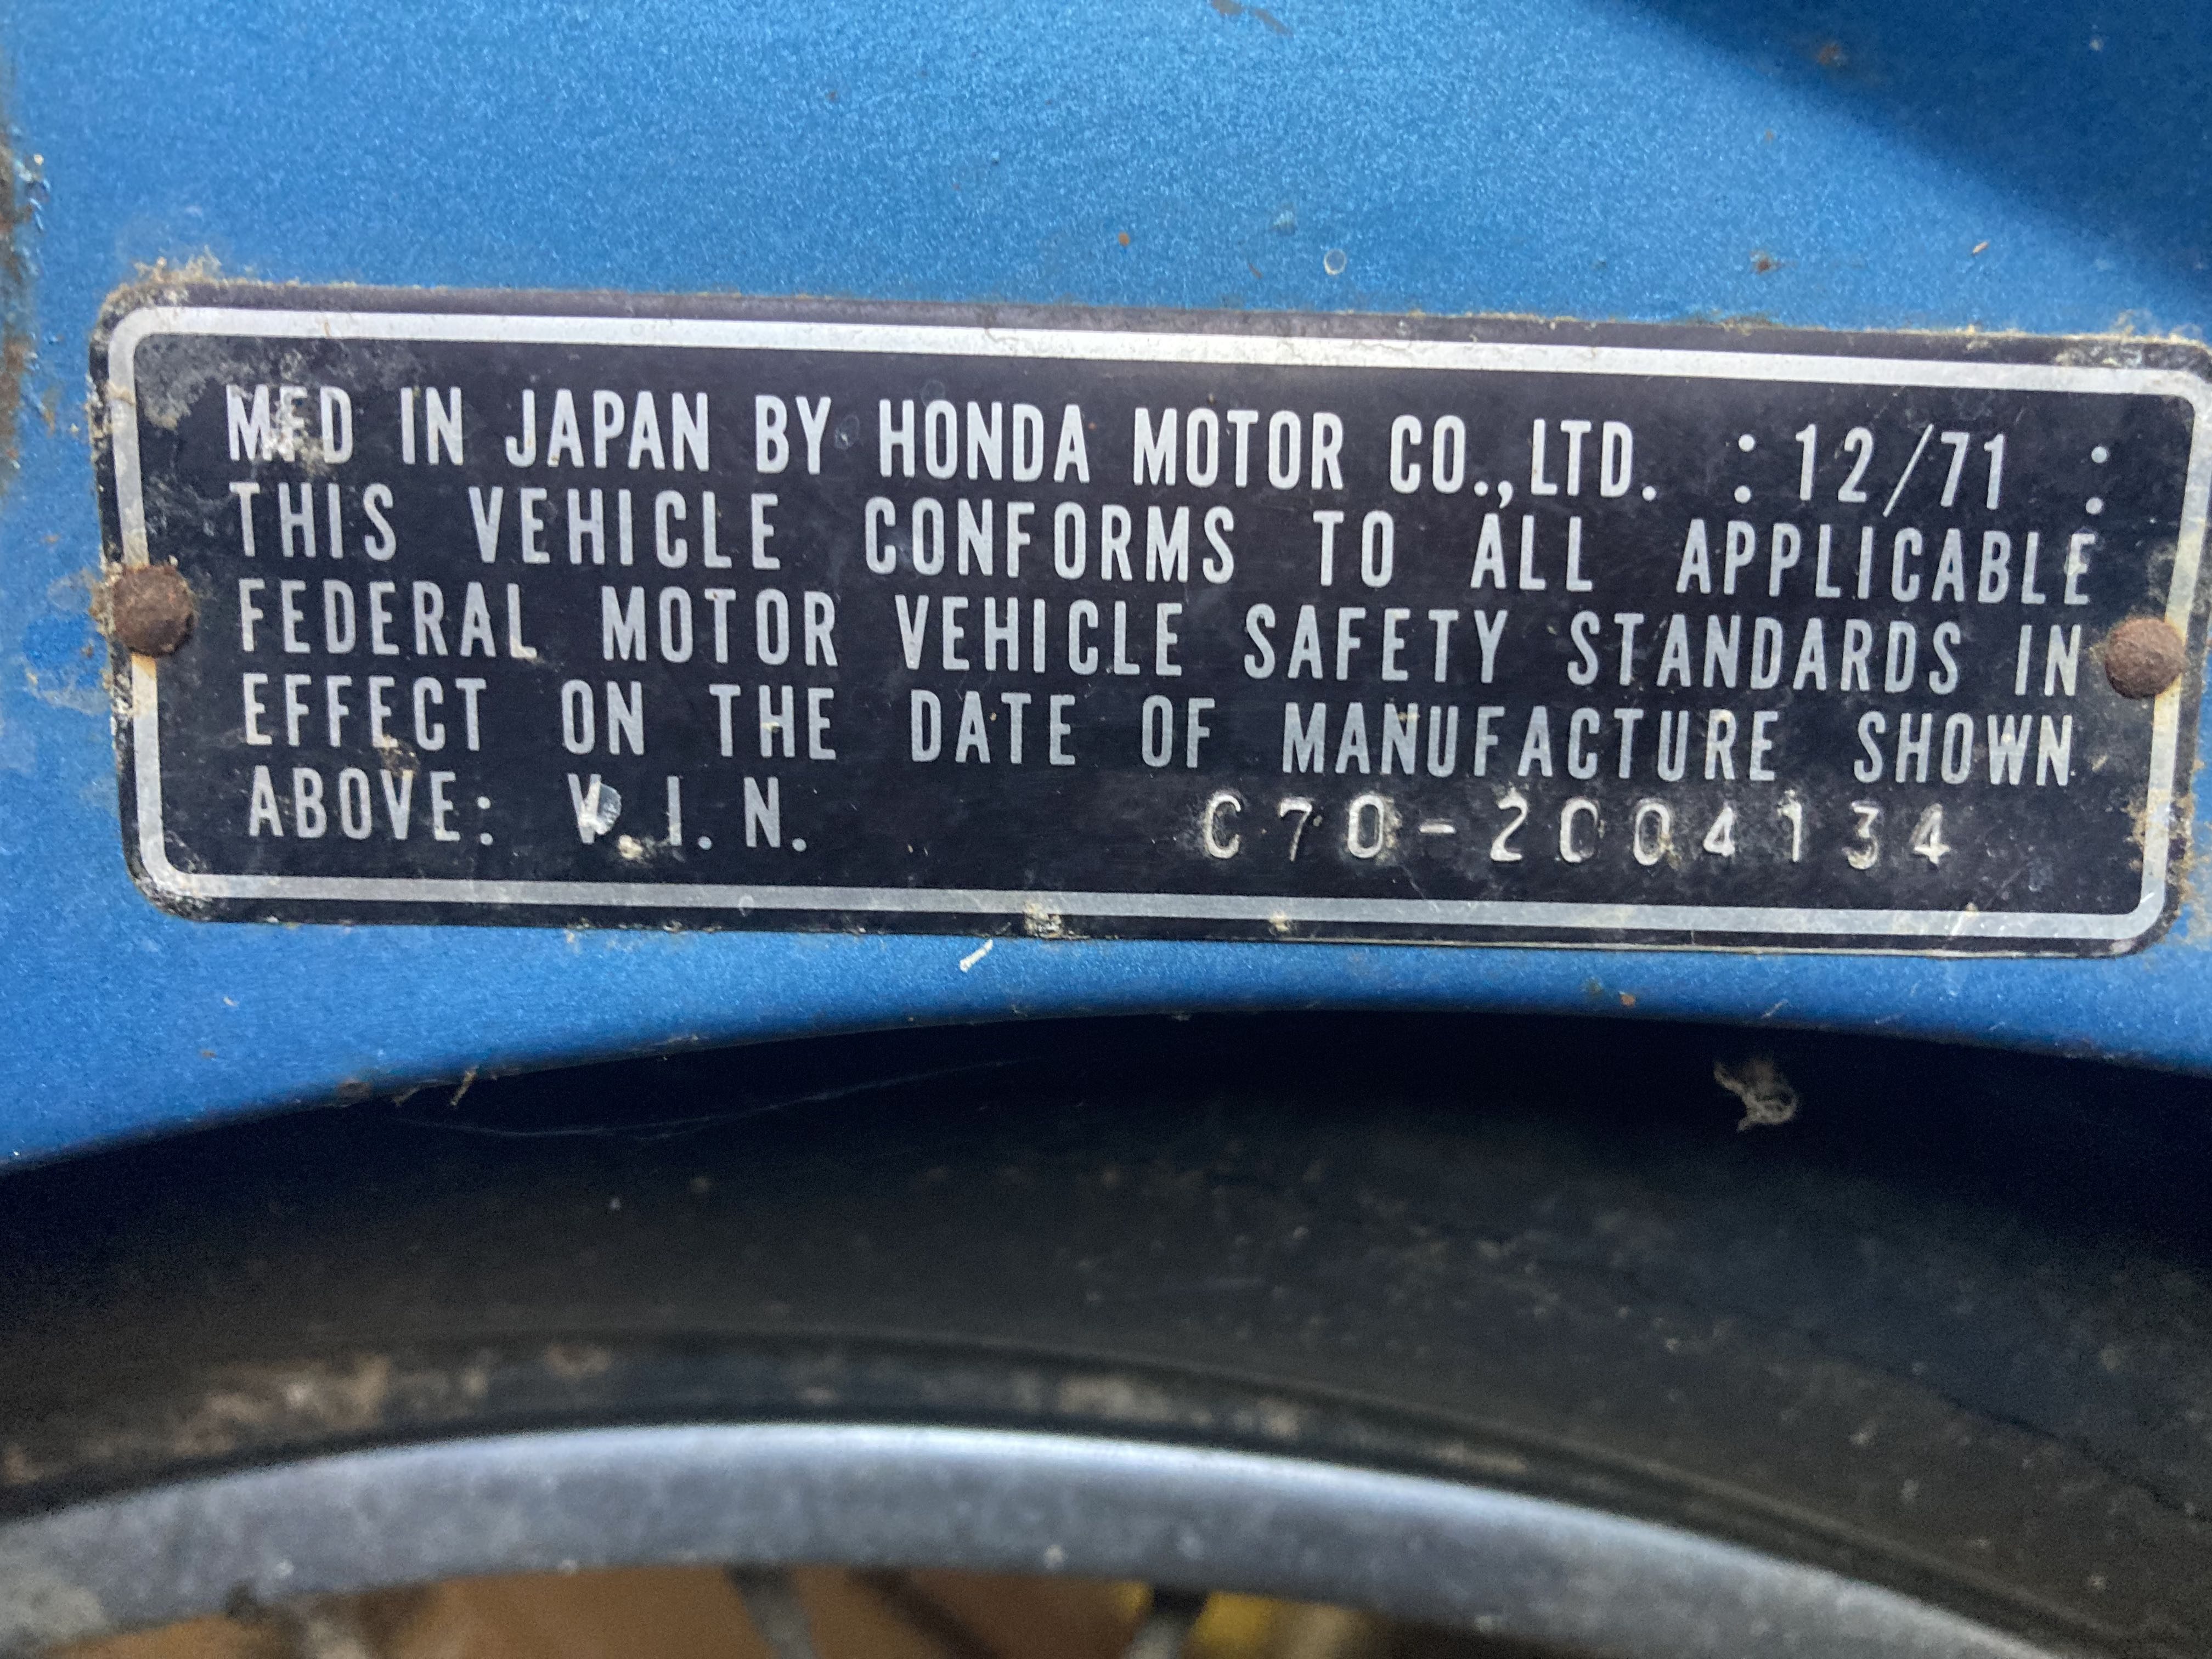 MFD IN JAPAN BY HONDA MOTOR CO.,LTD. : 12/71 :
THIS VEHICLE CONFORMS TO ALL APPLICABLE
FEDERAL MOTOR VEHICLE SAFETY STANDARDS IN
EFFECT ON THE DATE OF MANUFACTURE SHOWN
ABOVE: V.I.N. C70-2004134